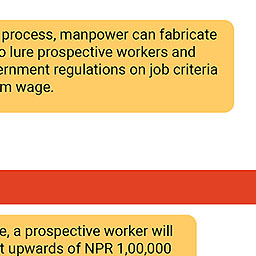 process, manpower can fabricate
o lure prospective workers and
ernment regulations on job criteria
m wage.
e, a prospective worker will
t upwards of NPR 1,00,000